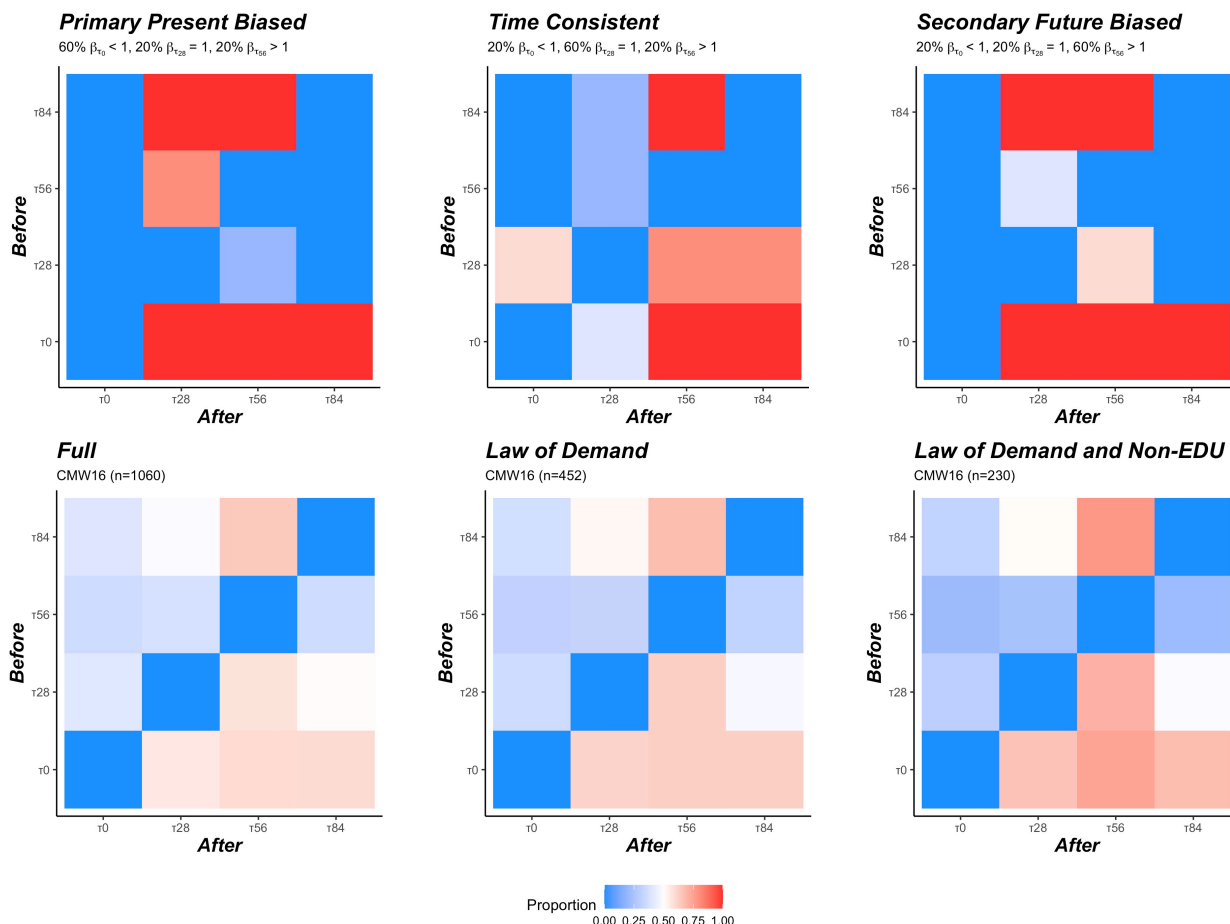 Primary Present Biased
60% βτ0 < 1, 20% βτ28 = 1, 20% βτ56 > 1
Before
τ84
τ56
τ28
τ0
τ0 τ28 τ56 τ84
After
Time Consistent
20% βτ0 < 1, 60% βτ28 = 1, 20% βτ56 > 1
Before
τ84
τ56
τ28
τ0
τ0 τ28 τ56 τ84
After
Secondary Future Biased
20% βτ0 < 1, 20% βτ28 = 1, 60% βτ56 > 1
Before
τ84
τ56
τ28
τ0
τ0 τ28 τ56 τ84
After
Full
CMW16 (n=1060)
Before
τ84
τ56
τ28
τ0
τ0 τ28 τ56 τ84
After
Law of Demand
CMW16 (n=452)
Before
τ84
τ56
τ28
τ0
τ0 τ28 τ56 τ84
After
Law of Demand and Non-EDU
CMW16 (n=230)
Before
τ84
τ56
τ28
τ0
τ0 τ28 τ56 τ84
After
Proportion
0.00 0.25 0.50 0.75 1.00